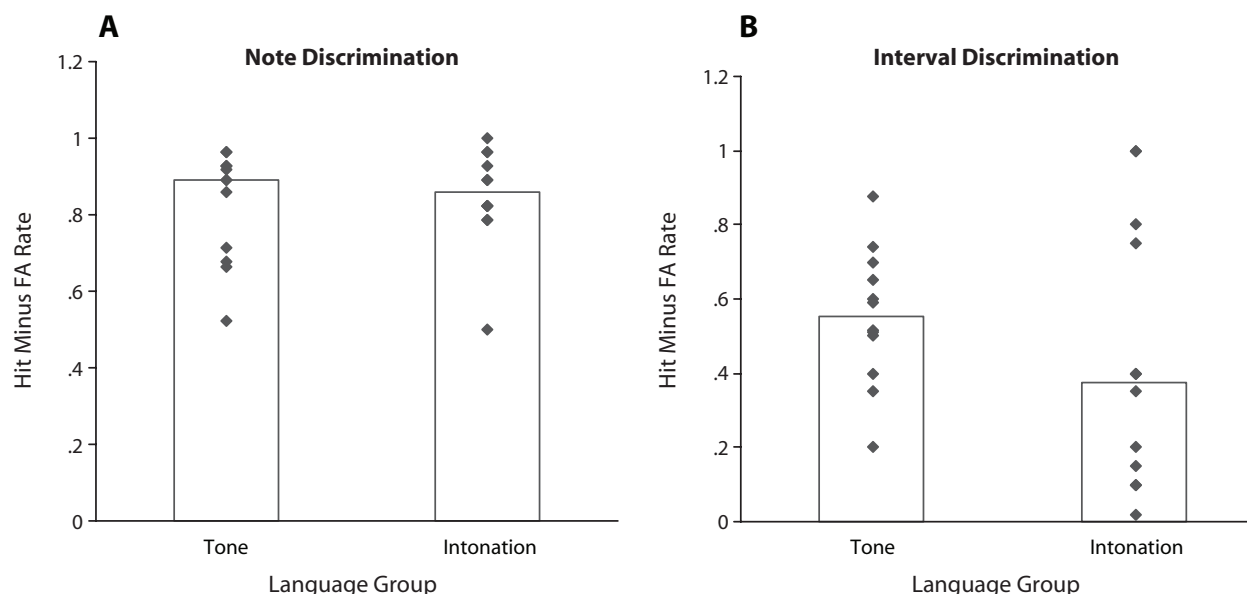 A
Note Discrimination
1.2
1
.8
.6
.4
.2
0
Hit Minus FA Rate
Tone
Intonation
Language Group
B
Interval Discrimination
1.2
1
.8
.6
.4
.2
0
Hit Minus FA Rate
Tone
Intonation
Language Group